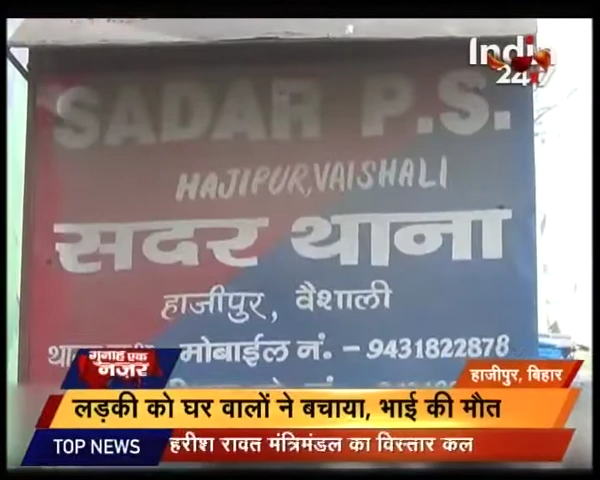 SADAR P.S.
India
24x7
HAJIPUR, VAISHALI
सदर थाना
हाजीपुर, वैशाली
मोबाईल नं. - 9431822878
गुनाह एक
नज़र
हाजीपुर, बिहार
लड़की को घर वालों ने बचाया, भाई की मौत
TOP NEWS
हरीश रावत मंत्रिमंडल का विस्तार कल